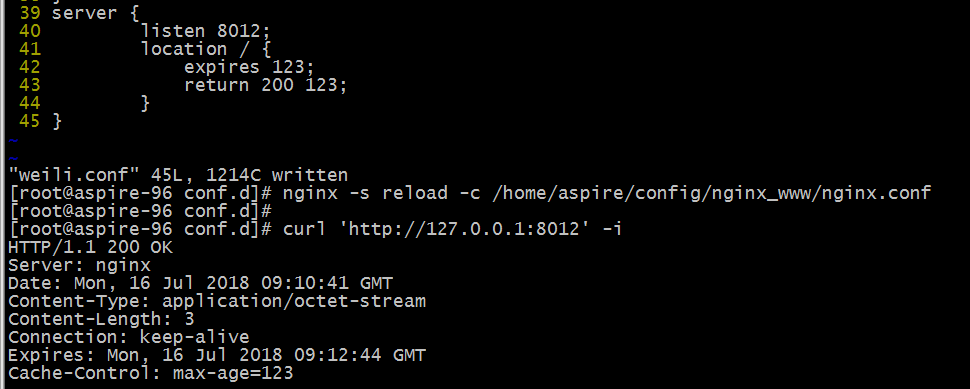 39 server {
40         listen 8012;
41         location / {
42             expires 123;
43             return 200 123;
44         }
45 }
~
~
"weili.conf" 45L, 1214C written
[root@aspire-96 conf.d]# nginx -s reload -c /home/aspire/config/nginx_www/nginx.conf
[root@aspire-96 conf.d]#
[root@aspire-96 conf.d]# curl 'http://127.0.0.1:8012' -i
HTTP/1.1 200 OK
Server: nginx
Date: Mon, 16 Jul 2018 09:10:41 GMT
Content-Type: application/octet-stream
Content-Length: 3
Connection: keep-alive
Expires: Mon, 16 Jul 2018 09:12:44 GMT
Cache-Control: max-age=123